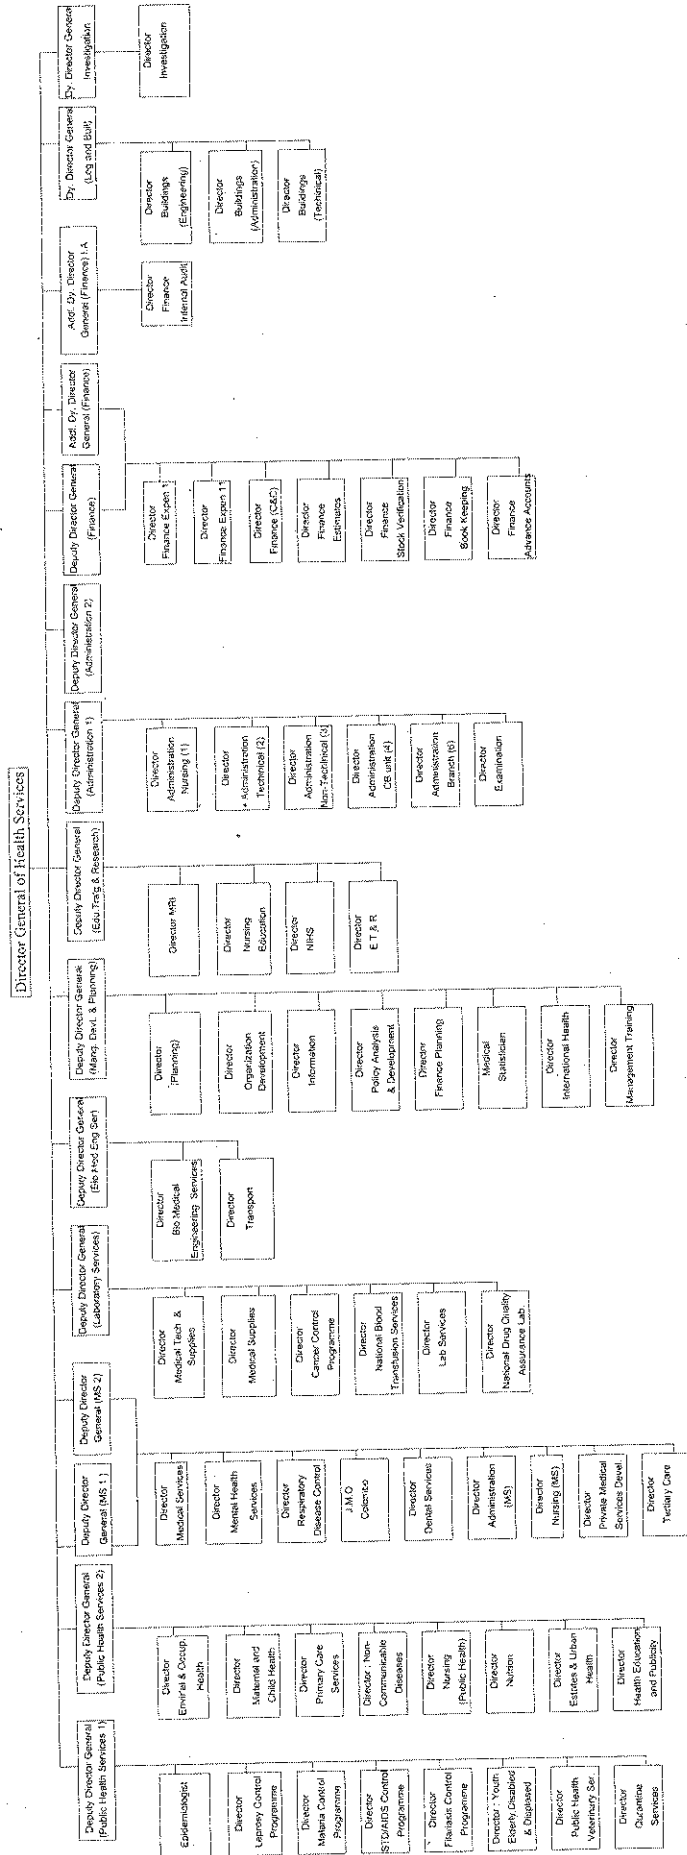 Director General of Health Services
Deputy Director General
(Public Health Services 1)
Epidemiologist
Director
Leprosy Control
Programme
Director
Malaria Control
Programme
Director
STD/AIDS Control
Programme
Director
Filariasis Control
Programme
Director : Youth
Elderly, Disabled
& Displased
Director
Public Health
Veterinary Ser.
Director
Qurantine
Services
Deputy Director General
(Public Health Services 2)
Director
Envirnal & Occup.
Health
Director
Maternal and
Child Health
Director
Primary Care
Services
Director : Non-
Communicable
Diseases
Director
Nursing
(Public Health)
Director
Nutrion
Director
Estates & Urban
Health
Director
Health Education
and Publicity
Deputy Director
General (MS 1)
Deputy Director
General (MS 2)
Director
Medical Services
Director
Mental Health
Services
Director
Respiratory
Disease Control
J.M.O
Colombo
Director
Dental Services
Director
Administration
(MS)
Director
Nursing (MS)
Director
Private Medical
Services Devel.
Director
Tertiary Care
Deputy Director General
(Laboratory Services)
Director
Medical Tech &
Supplies
Director
Medical Supplies
Director
Cancer Control
Programme
Director
National Blood
Transfusion Services
Director
Lab Services
Director
National Drug Quality
Assurance Lab.
Deputy Director General
(Bio Med Eng Ser)
Director
Bio Medical
Engineering Services
Director
Transport
Deputy Director General
(Mang. Devl. & Planning)
Director
(Planning)
Director
Organization
Development
Director
Information
Director
Policy Analysis
& Development
Director
Finance Planning
Medical
Statistician
Director
International Health
Director
Management Training
Deputy Director General
(Edu.Traig & Research)
Director MRI
Director
Nursing
Education
Director
NIHS
Director
E T & R
Deputy Director General
(Administration 1)
Director
Administration
Nursing (1)
Director
Administration
Technical (2)
Director
Administration
Non-Technical (3)
Director
Administration
CB unit (4)
Director
Administration
Branch (6)
Director
Examination
Deputy Director General
(Administration 2)
Deputy Director General
(Finance)
Addl. Dy. Director
General (Finance)
Director
Finance Expen 1
Director
Finance Expen 11
Director
Finance (C&C)
Director
Finance
Estimates
Director
Finance
Stock Verification
Director
Finance
Book Keeping
Director
Finance
Advance Accounts
Addl. Dy. Director
General (Finance) I.A
Director
Finance
Internal Audit
Dy. Director General
(Log and Buil)
Director
Buildings
(Engineering)
Director
Buildings
(Administration)
Director
Buildings
(Techinical)
Dy. Director General
Investigation
Director
Investigation